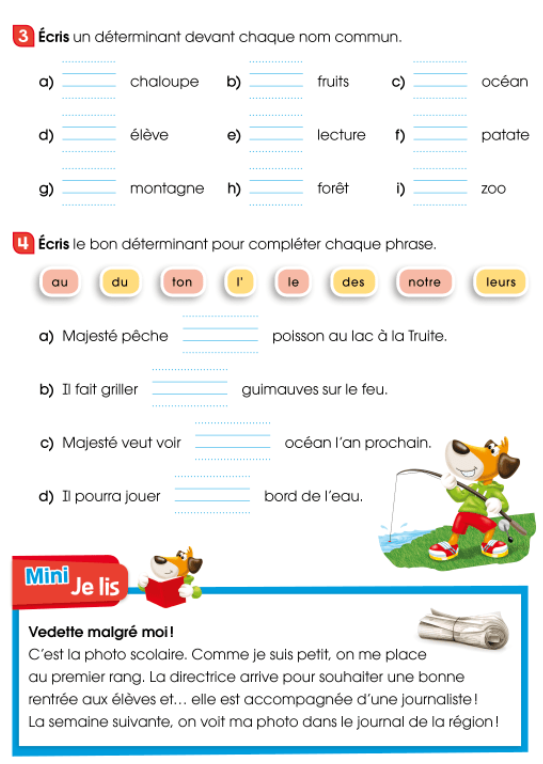 3 Écris un déterminant devant chaque nom commun.
a) chaloupe b) fruits c) océan
d) élève e) lecture f) patate
g) montagne h) forêt i) zoo
4 Écris le bon déterminant pour compléter chaque phrase.
au du ton l' le des notre leurs
a) Majesté pêche poisson au lac à la Truite.
b) Il fait griller guimauves sur le feu.
c) Majesté veut voir océan l'an prochain.
d) Il pourra jouer bord de l'eau.
Mini Je lis
Vedette malgré moi !
C'est la photo scolaire. Comme je suis petit, on me place
au premier rang. La directrice arrive pour souhaiter une bonne
rentrée aux élèves et… elle est accompagnée d'une journaliste !
La semaine suivante, on voit ma photo dans le journal de la région !